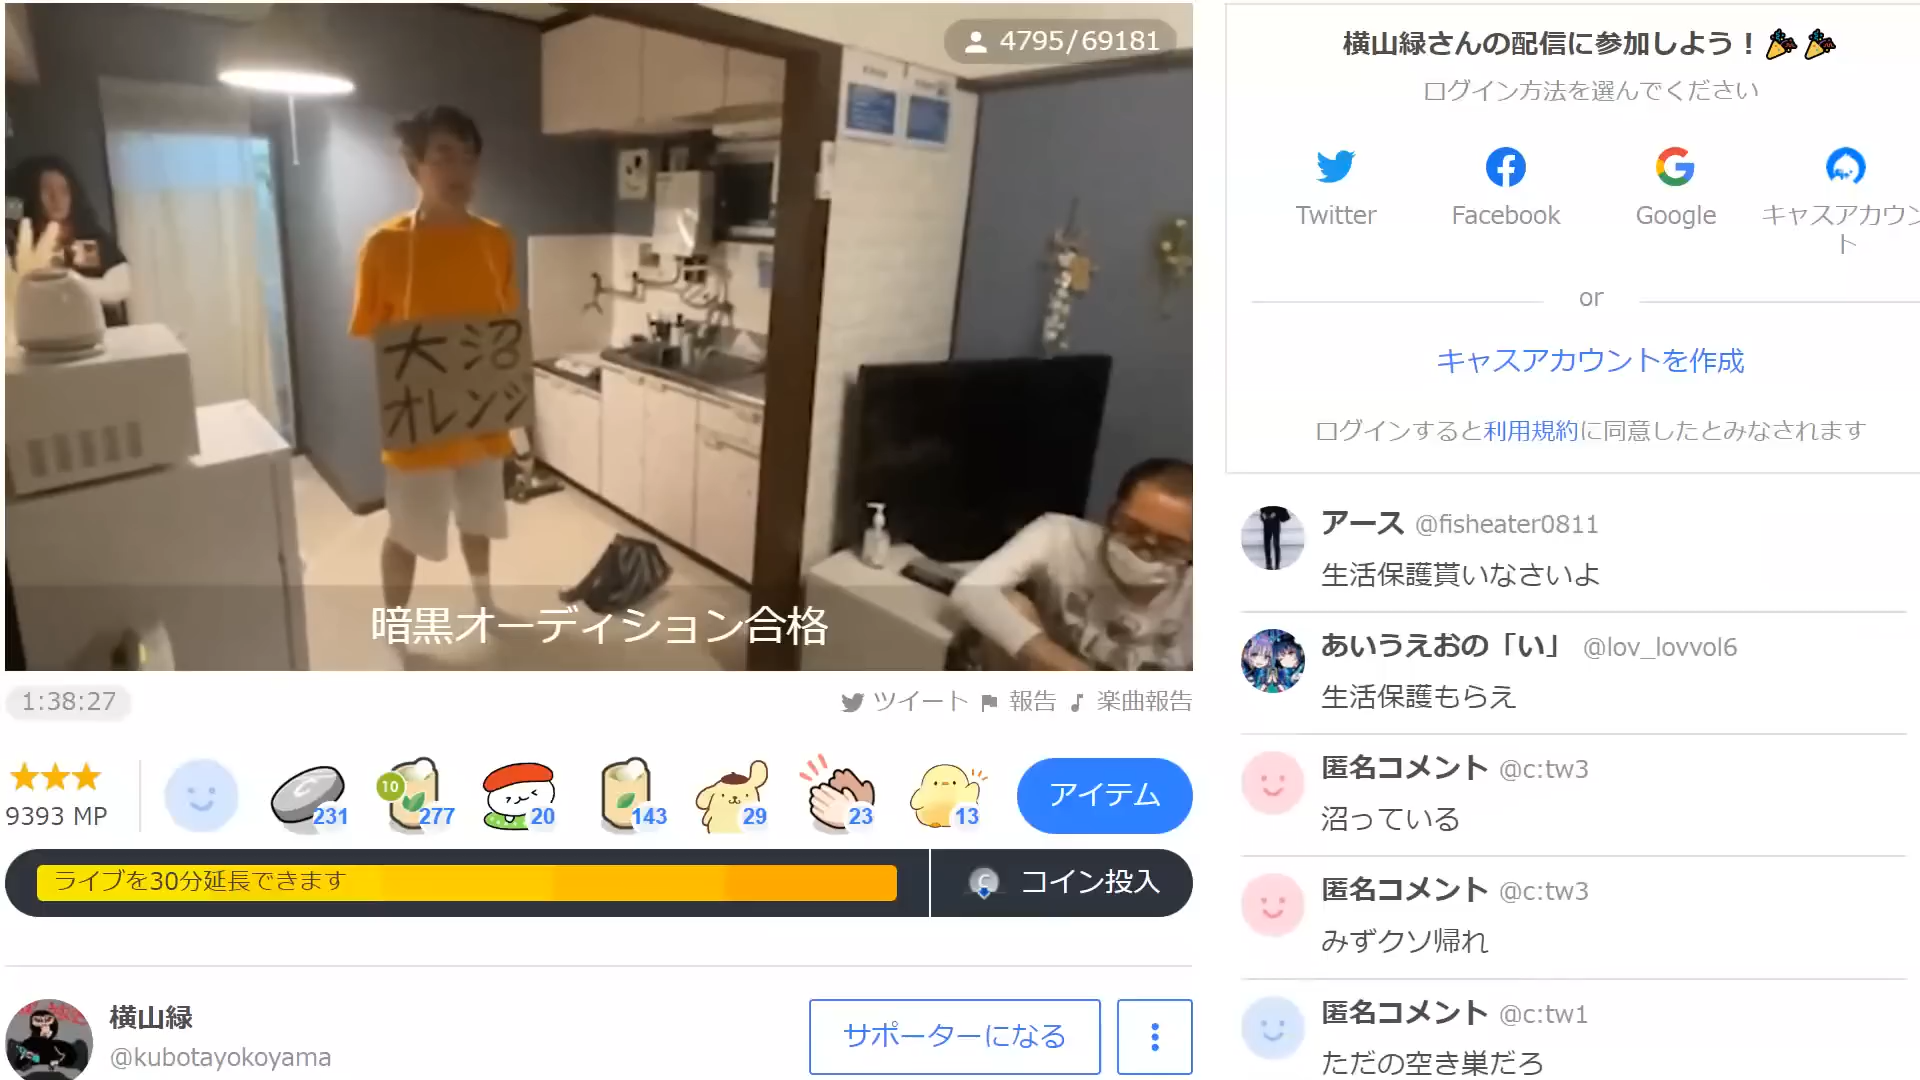 4795/69181
大沼
オレンジ
暗黒オーディション合格
1:38:27
ツイート 報告 楽曲報告
9393 MP
231
10
277
20
143
29
23
13
アイテム
ライブを30分延長できます
コイン投入
横山緑
@kubotayokoyama
サポーターになる
横山緑さんの配信に参加しよう！
ログイン方法を選んでください
Twitter
Facebook
Google
キャスアカウン
ト
or
キャスアカウントを作成
ログインすると利用規約に同意したとみなされます
アース @fisheater0811
生活保護貰いなさいよ
あいうえおの「い」 @lov_lovvol6
生活保護もらえ
匿名コメント @c:tw3
沼っている
匿名コメント @c:tw3
みずクソ帰れ
匿名コメント @c:tw1
ただの空き巣だろ